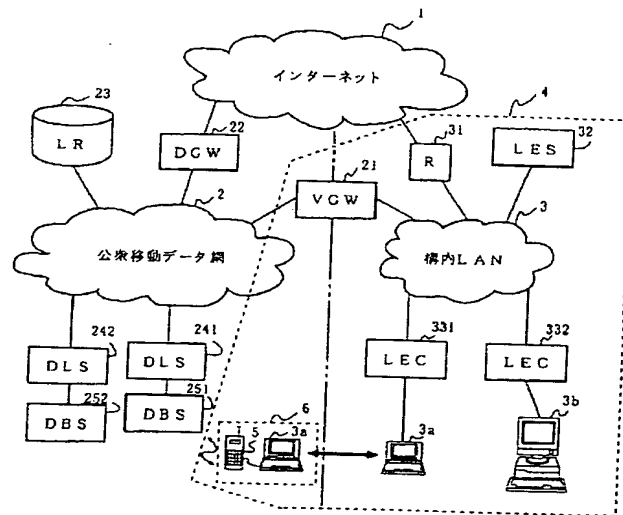 1
インターネット
23
LR
22
DGW
4
31
R
32
LES
21
VGW
2
公衆移動データ網
3
構内LAN
242
DLS
241
DLS
252
DBS
251
DBS
331
LEC
332
LEC
6
5
3a
3a
3b